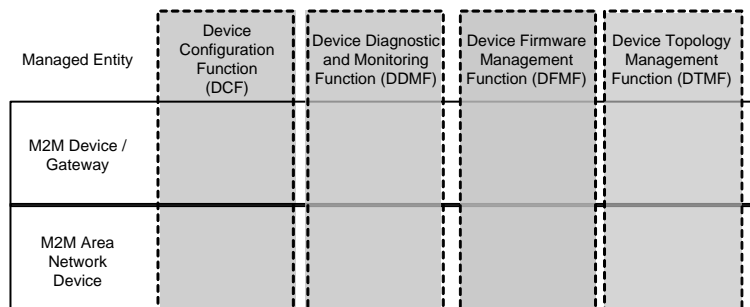 Managed Entity
Device
Configuration
Function
(DCF)
Device Diagnostic
and Monitoring
Function (DDMF)
Device Firmware
Management
Function (DFMF)
Device Topology
Management
Function (DTMF)
M2M Device /
Gateway
M2M Area
Network
Device